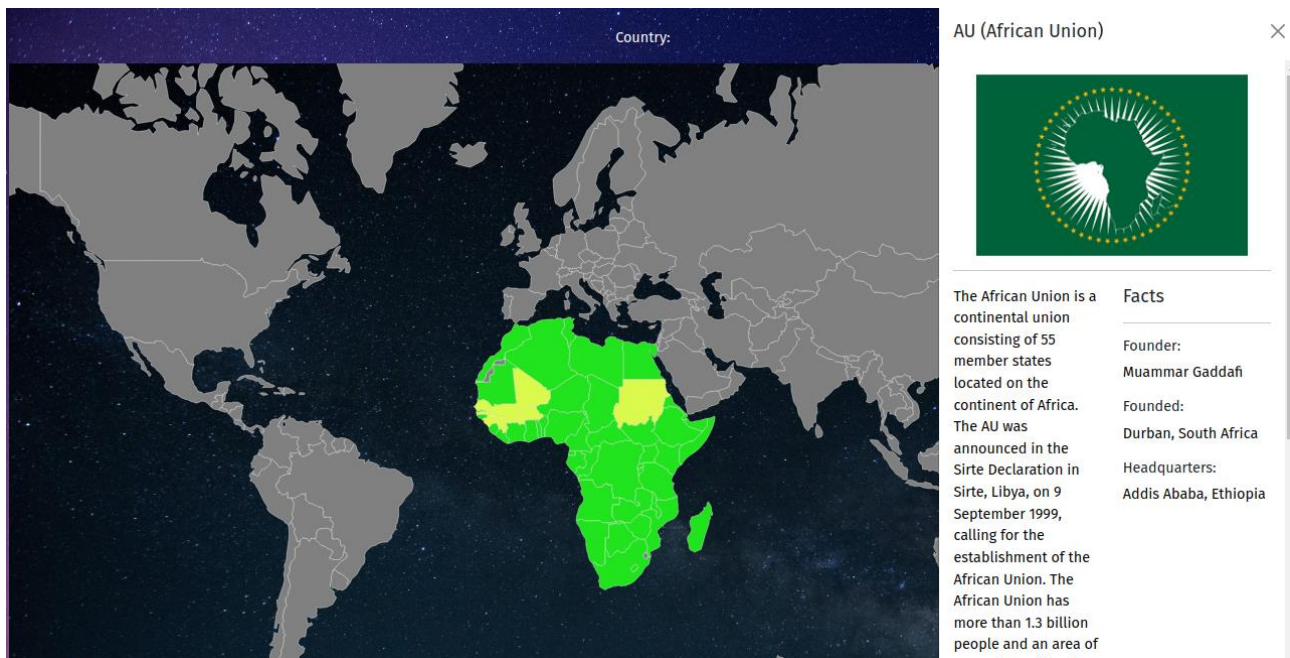 Country:
AU (African Union)
The African Union is a
continental union
consisting of 55
member states
located on the
continent of Africa.
The AU was
announced in the
Sirte Declaration in
Sirte, Libya, on 9
September 1999,
calling for the
establishment of the
African Union. The
African Union has
more than 1.3 billion
people and an area of
Facts
Founder:
Muammar Gaddafi
Founded:
Durban, South Africa
Headquarters:
Addis Ababa, Ethiopia